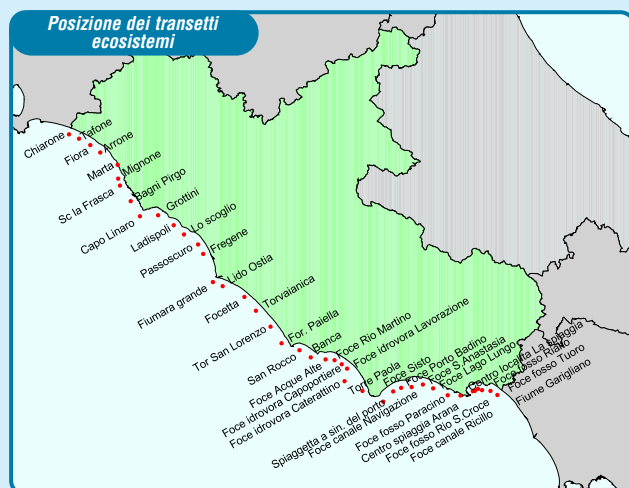 Posizione dei transetti
ecosistemi
Chiarone
Tafone
Fiora
Arrone
Marta
Mignone
Sc la Frasca
Bagni Pirgo
Capo Linaro
Grottini
Ladispoli
Lo scoglio
Passoscuro
Fregene
Fiumara grande
Lido Ostia
Focetta
Torvaianica
Tor San Lorenzo
For. Paiella
San Rocco
Banca
Foce Acque Alte
Foce Rio Martino
Foce idrovora Capoportiere
Foce idrovora Lavorazione
Foce idrovora Caterattino
Torre Paola
Spiaggetta a sin. del porto
Foce Sisto
Foce canale Navigazione
Foce Porto Badino
Foce S Anastasia
Foce fosso Paracino
Foce Lago Lungo
Centro spiaggia Arana
Centro localita La spiaggia
Foce fosso Rio S.Croce
Foce fosso Rialto
Foce canale Ricillo
Foce fosso Tuoro
Fiume Garigliano